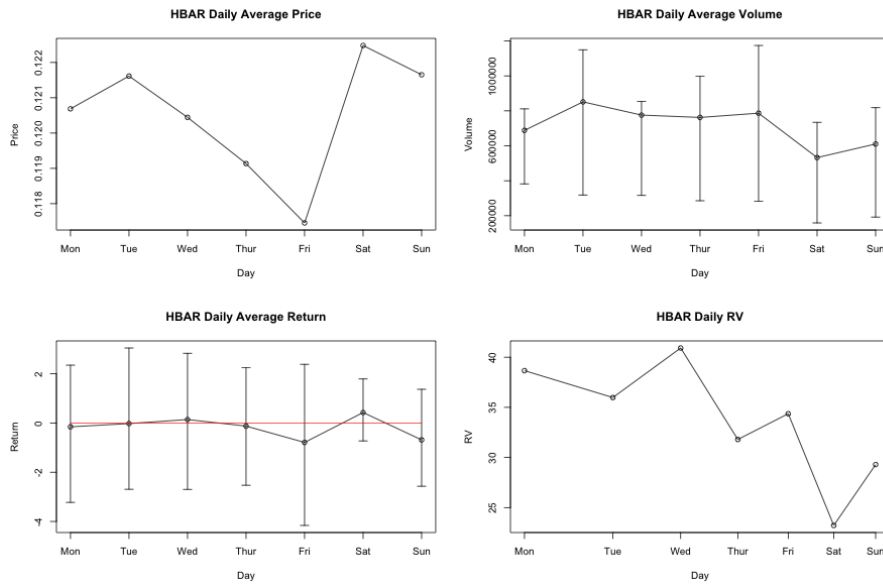 HBAR Daily Average Price
Price
0.122
0.121
0.120
0.119
0.118
Mon Tue Wed Thur Fri Sat Sun
Day
HBAR Daily Average Volume
Volume
1000000
600000
200000
Mon Tue Wed Thur Fri Sat Sun
Day
HBAR Daily Average Return
Return
2
0
-2
-4
Mon Tue Wed Thur Fri Sat Sun
Day
HBAR Daily RV
RV
40
35
30
25
Mon Tue Wed Thur Fri Sat Sun
Day